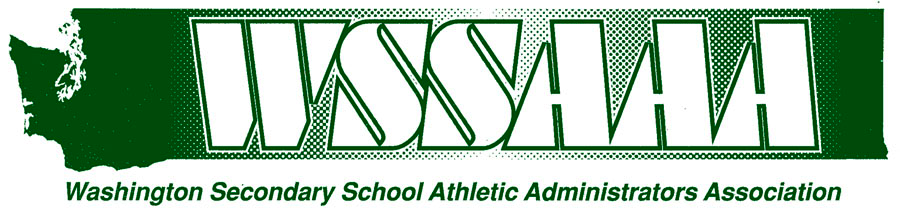 WSSAAA
Washington Secondary School Athletic Administrators Association